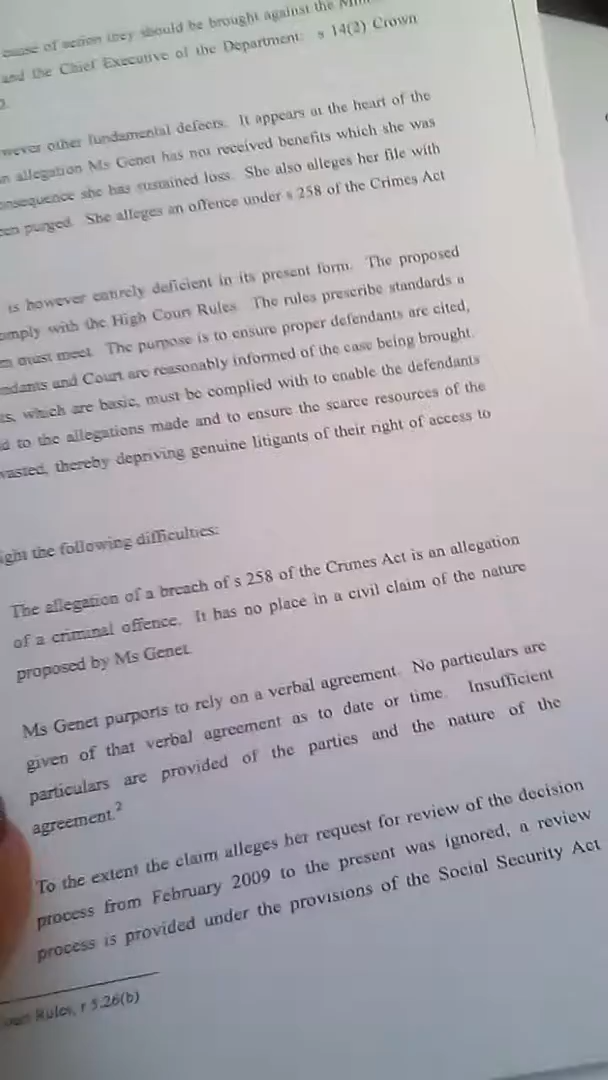 cause of action they should be brought against the
and the Chief Executive of the Department: s 14(2) Crown
however other fundamental defects. It appears at the heart of the
an allegation Ms Genet has not received benefits which she was
consequence she has sustained loss. She also alleges her file with
een purged. She alleges an offence under s 258 of the Crimes Act
is however entirely deficient in its present form. The proposed
omply with the High Court Rules. The rules prescribe standards a
m must meet. The purpose is to ensure proper defendants are cited,
endants and Court are reasonably informed of the case being brought.
ts, which are basic, must be complied with to enable the defendants
d to the allegations made and to ensure the scarce resources of the
wasted, thereby depriving genuine litigants of their right of access to
ight the following difficulties:
The allegation of a breach of s 258 of the Crimes Act is an allegation
of a criminal offence. It has no place in a civil claim of the nature
proposed by Ms Genet.
Ms Genet purports to rely on a verbal agreement. No particulars are
given of that verbal agreement as to date or time. Insufficient
particulars are provided of the parties and the nature of the
agreement.2
To the extent the claim alleges her request for review of the decision
process from February 2009 to the present was ignored, a review
process is provided under the provisions of the Social Security Act
Rules, r 5.26(b)